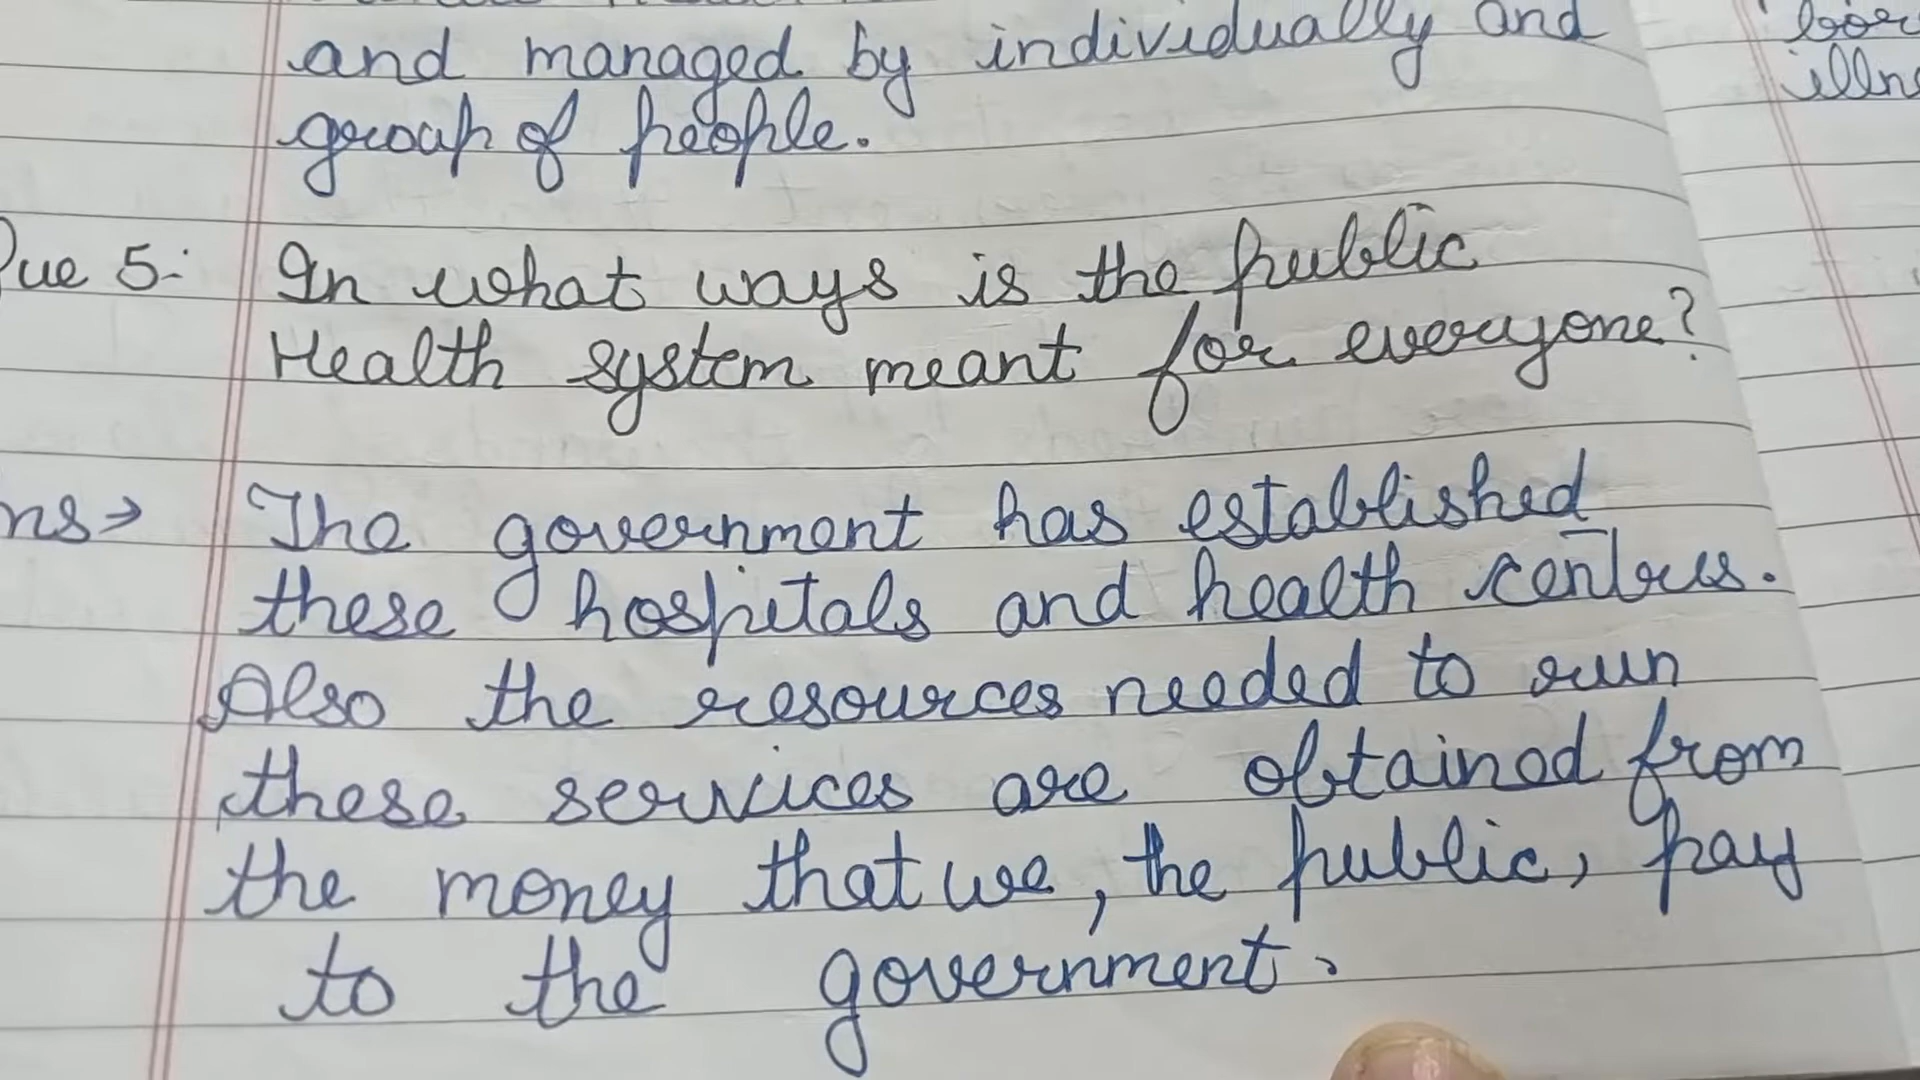 and managed by individually and
group of people.
Que 5:- In what ways is the public
Health system meant for everyone?
Ans→ The government has established
these hospitals and health centres.
Also the resources needed to run
these services are obtained from
the money that we, the public, pay
to the government.